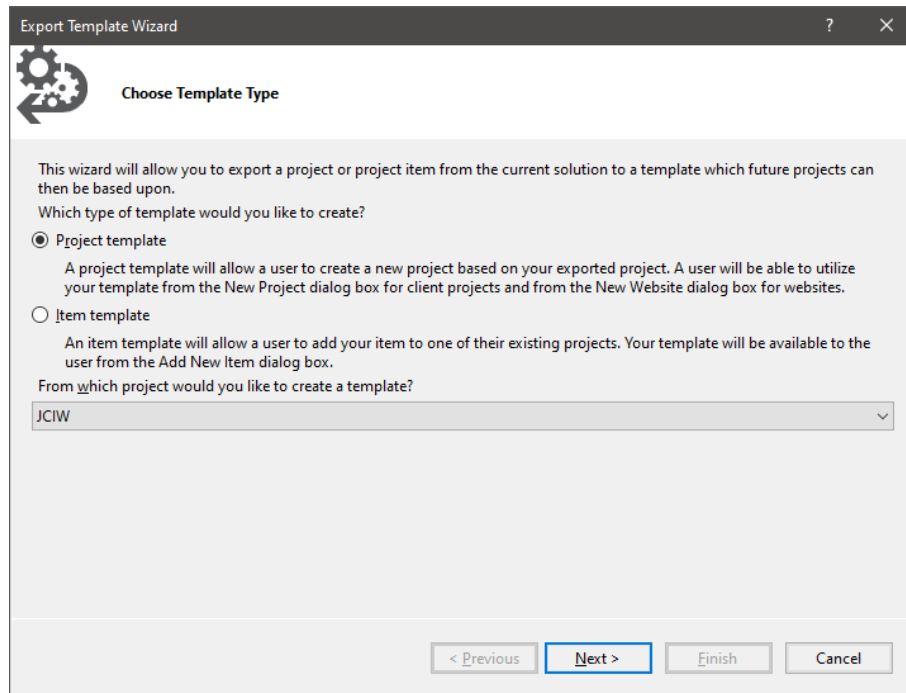 Export Template Wizard
?
Choose Template Type
This wizard will allow you to export a project or project item from the current solution to a template which future projects can
then be based upon.
Which type of template would you like to create?
Project template
A project template will allow a user to create a new project based on your exported project. A user will be able to utilize
your template from the New Project dialog box for client projects and from the New Website dialog box for websites.
Item template
An item template will allow a user to add your item to one of their existing projects. Your template will be available to the
user from the Add New Item dialog box.
From which project would you like to create a template?
JCIW
< Previous
Next >
Finish
Cancel